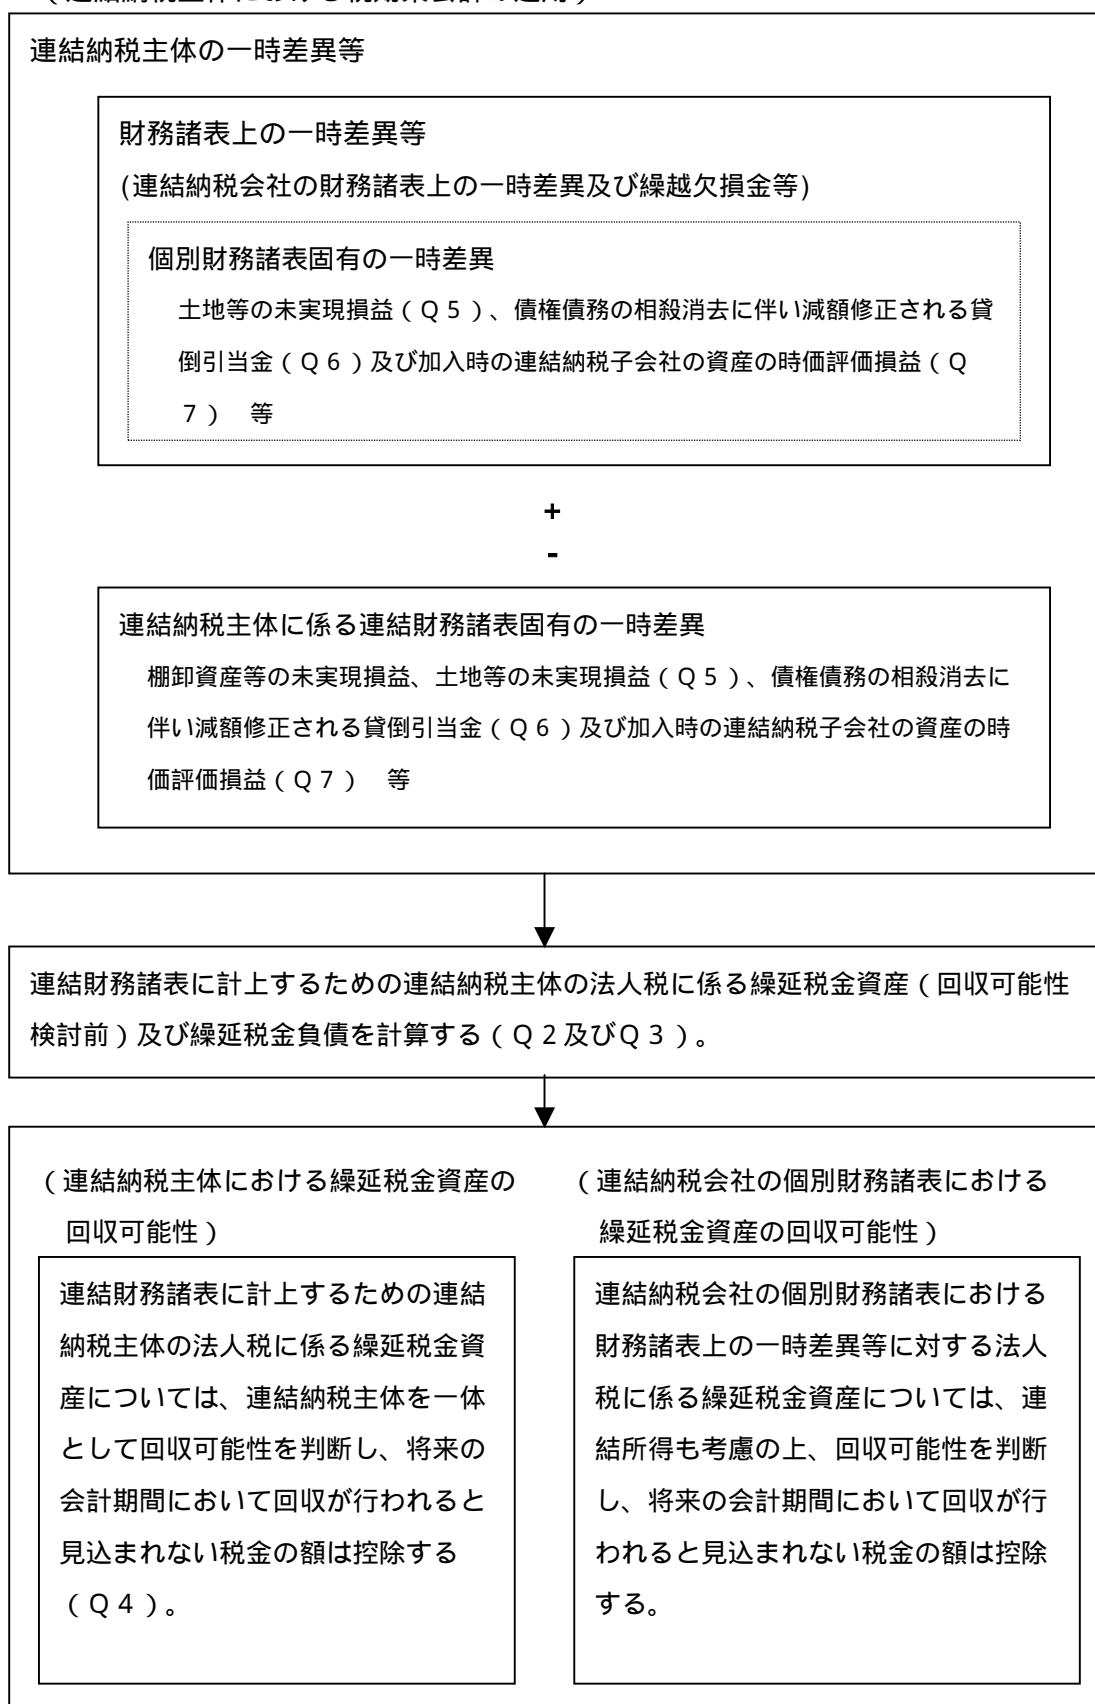 連結納税主体の一時差異等
財務諸表上の一時差異等
(連結納税会社の財務諸表上の一時差異及び繰越欠損金等)
個別財務諸表固有の一時差異
土地等の未実現損益（Ｑ５）、債権債務の相殺消去に伴い減額修正される貸
倒引当金（Ｑ６）及び加入時の連結納税子会社の資産の時価評価損益（Ｑ
７）　等
+
-
連結納税主体に係る連結財務諸表固有の一時差異
棚卸資産等の未実現損益、土地等の未実現損益（Ｑ５）、債権債務の相殺消去に
伴い減額修正される貸倒引当金（Ｑ６）及び加入時の連結納税子会社の資産の時
価評価損益（Ｑ７）　等
連結財務諸表に計上するための連結納税主体の法人税に係る繰延税金資産（回収可能性
検討前）及び繰延税金負債を計算する（Ｑ２及びＱ３）。
（連結納税主体における繰延税金資産の
回収可能性）
連結財務諸表に計上するための連結
納税主体の法人税に係る繰延税金資
産については、連結納税主体を一体
として回収可能性を判断し、将来の
会計期間において回収が行われると
見込まれない税金の額は控除する
（Ｑ４）。
（連結納税会社の個別財務諸表における
繰延税金資産の回収可能性）
連結納税会社の個別財務諸表における
財務諸表上の一時差異等に対する法人
税に係る繰延税金資産については、連
結所得も考慮の上、回収可能性を判断
し、将来の会計期間において回収が行
われると見込まれない税金の額は控除
する。